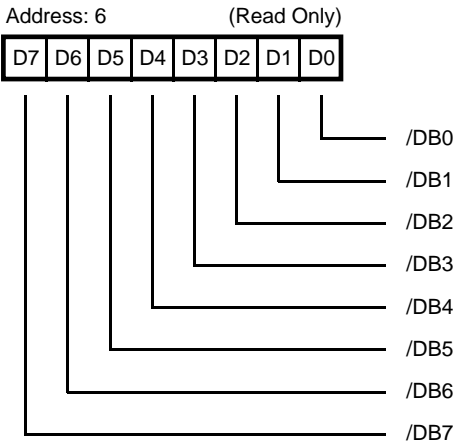 Address: 6 (Read Only)
D7 D6 D5 D4 D3 D2 D1 D0
/DB0
/DB1
/DB2
/DB3
/DB4
/DB5
/DB6
/DB7